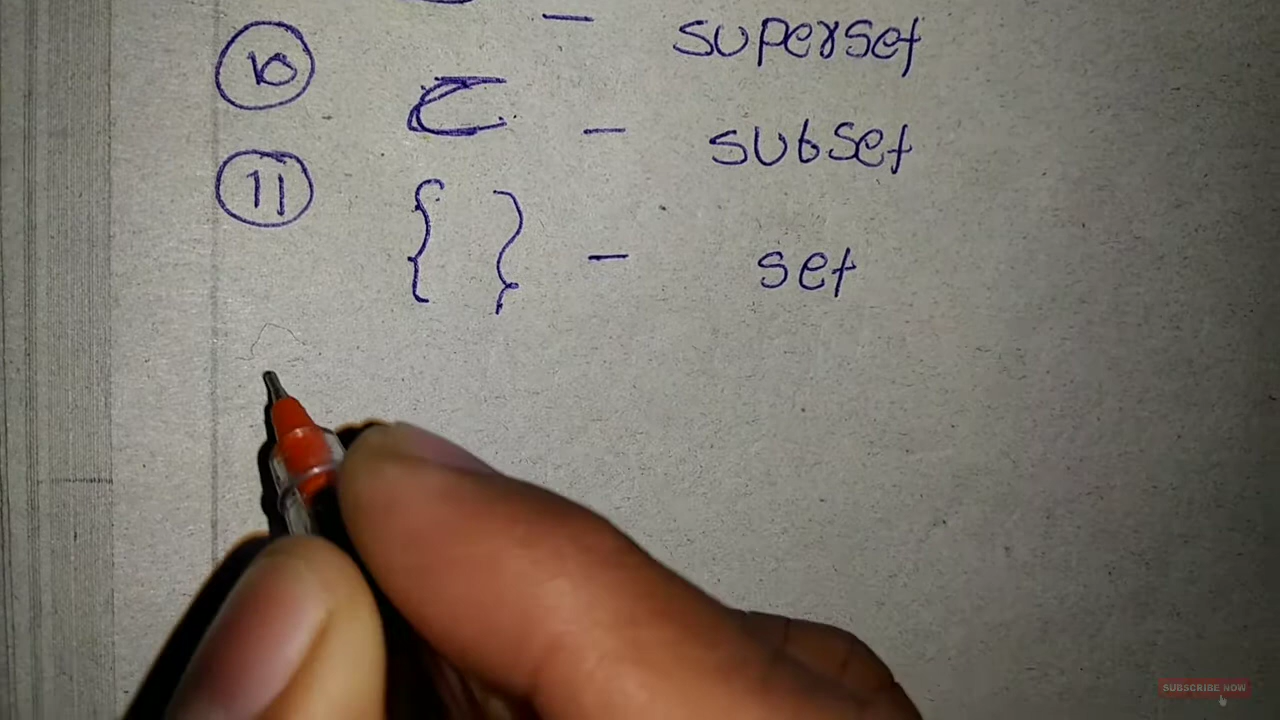 – superset
10 ⊂ – subset
11 { } – set
SUBSCRIBE NOW